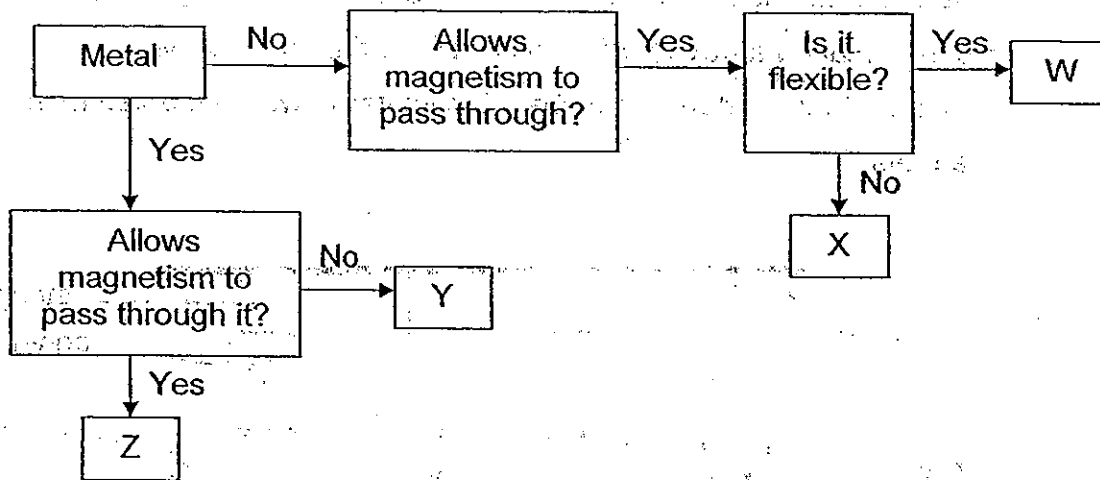 Metal
No
Allows
magnetism to
pass through?
Yes
Is it
flexible?
Yes
W
No
X
Yes
Allows
magnetism to
pass through it?
No
Y
Yes
Z